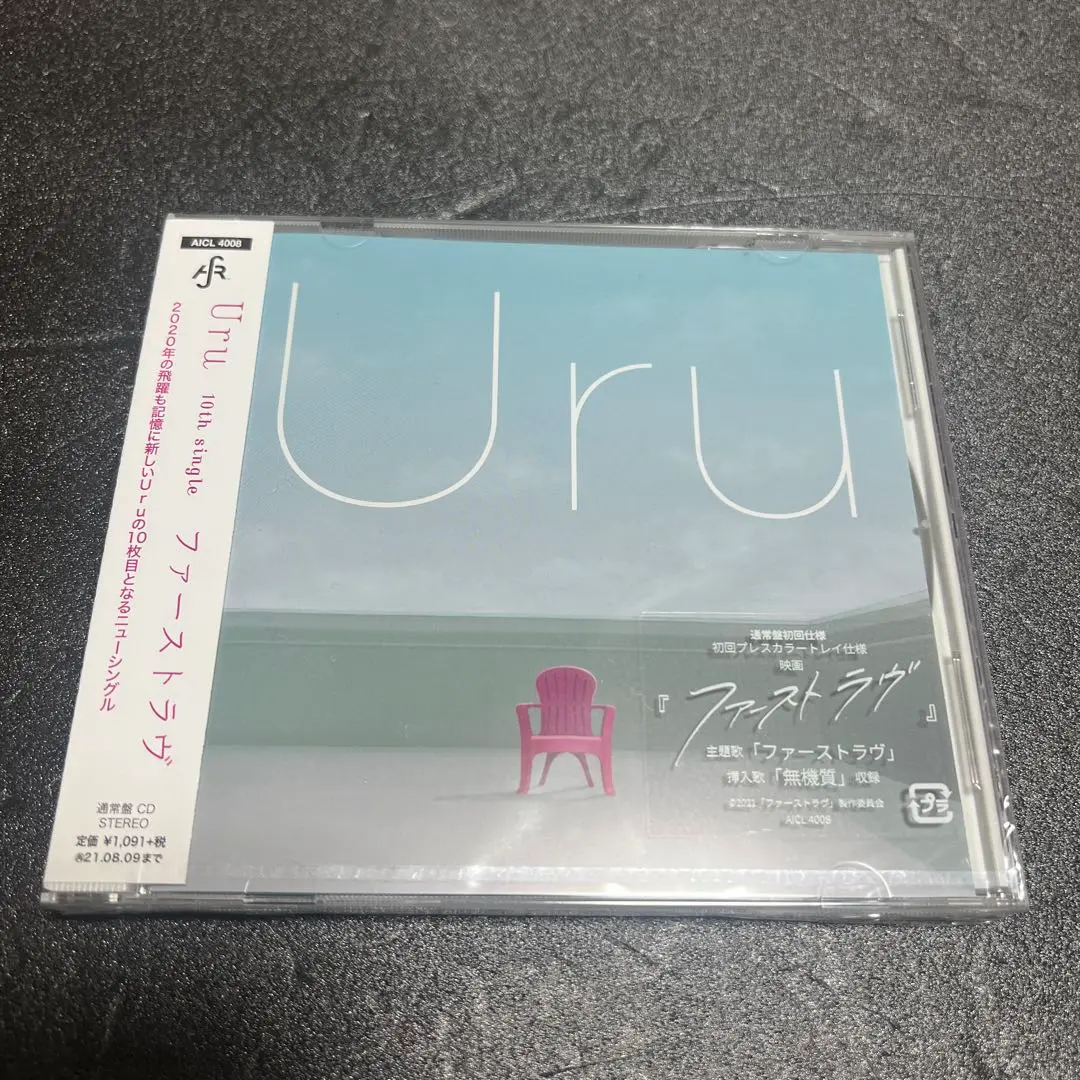 AICL 4008
AJR
Uru 10th single ファーストラヴ
2020年の飛躍も記憶に新しいUruの10枚目となるニューシングル
通常盤 CD
STEREO
定価 ¥1,091+税
21.08.09まで
Uru
通常盤初回仕様
初回プレスカラートレイ仕様
映画
『ファーストラヴ』
主題歌「ファーストラヴ」
挿入歌「無機質」収録
©2021「ファーストラヴ」製作委員会
AICL 4008
プラ